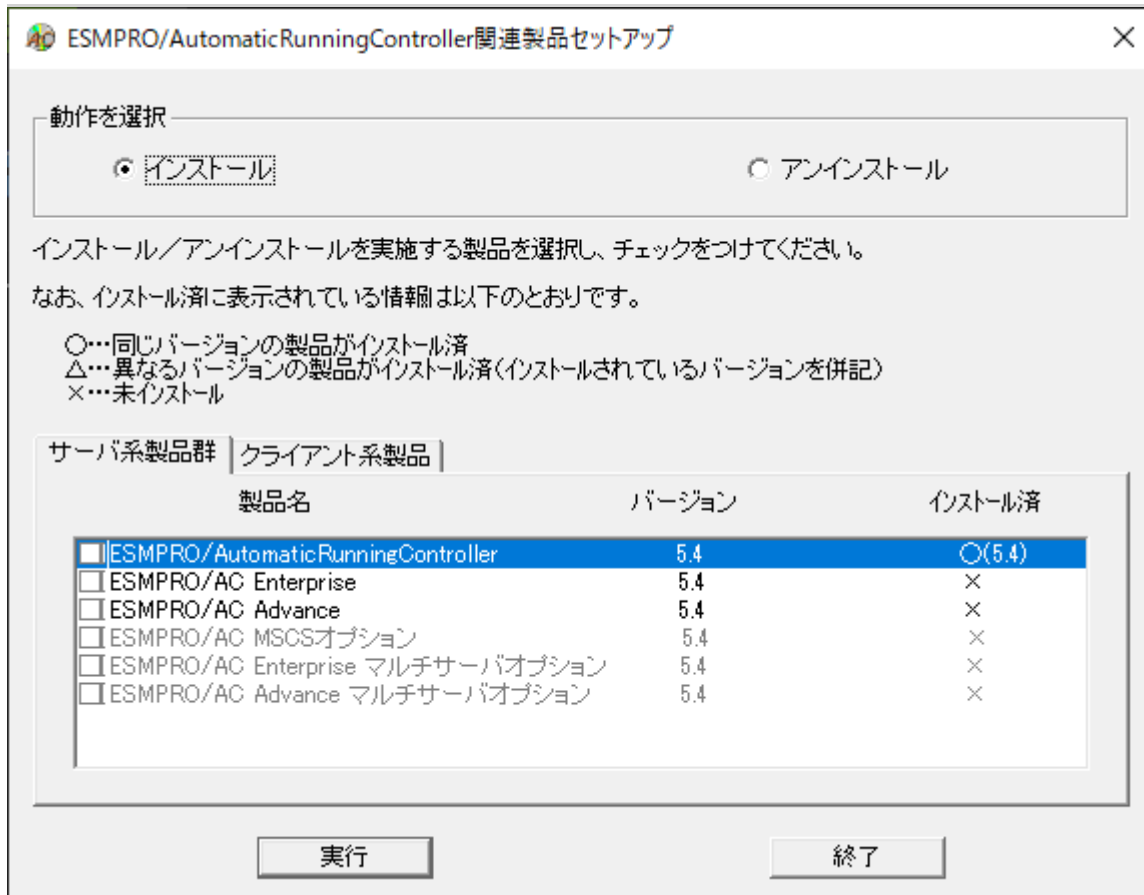 ESMPRO/AutomaticRunningController関連製品セットアップ
動作を選択
インストール アンインストール
インストール／アンインストールを実施する製品を選択し、チェックをつけてください。
なお、インストール済に表示されている情報は以下のとおりです。
○…同じバージョンの製品がインストール済
△…異なるバージョンの製品がインストール済(インストールされているバージョンを併記)
×…未インストール
サーバ系製品群 クライアント系製品
製品名 バージョン インストール済
ESMPRO/AutomaticRunningController 5.4 ○(5.4)
ESMPRO/AC Enterprise 5.4 ×
ESMPRO/AC Advance 5.4 ×
ESMPRO/AC MSCSオプション 5.4 ×
ESMPRO/AC Enterprise マルチサーバオプション 5.4 ×
ESMPRO/AC Advance マルチサーバオプション 5.4 ×
実行 終了